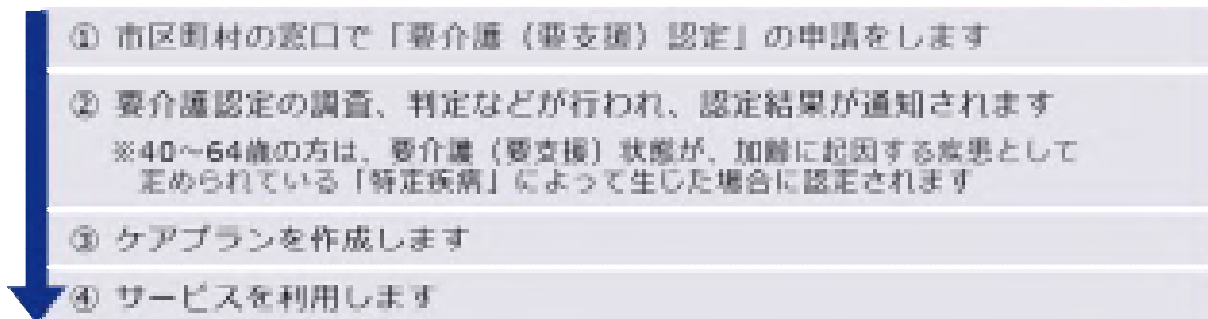 ① 市区町村の窓口で「要介護（要支援）認定」の申請をします
② 要介護認定の調査、判定などが行われ、認定結果が通知されます
※40～64歳の方は、要介護（要支援）状態が、加齢に起因する疾患として
定められている「特定疾病」によって生じた場合に認定されます
③ ケアプランを作成します
④ サービスを利用します